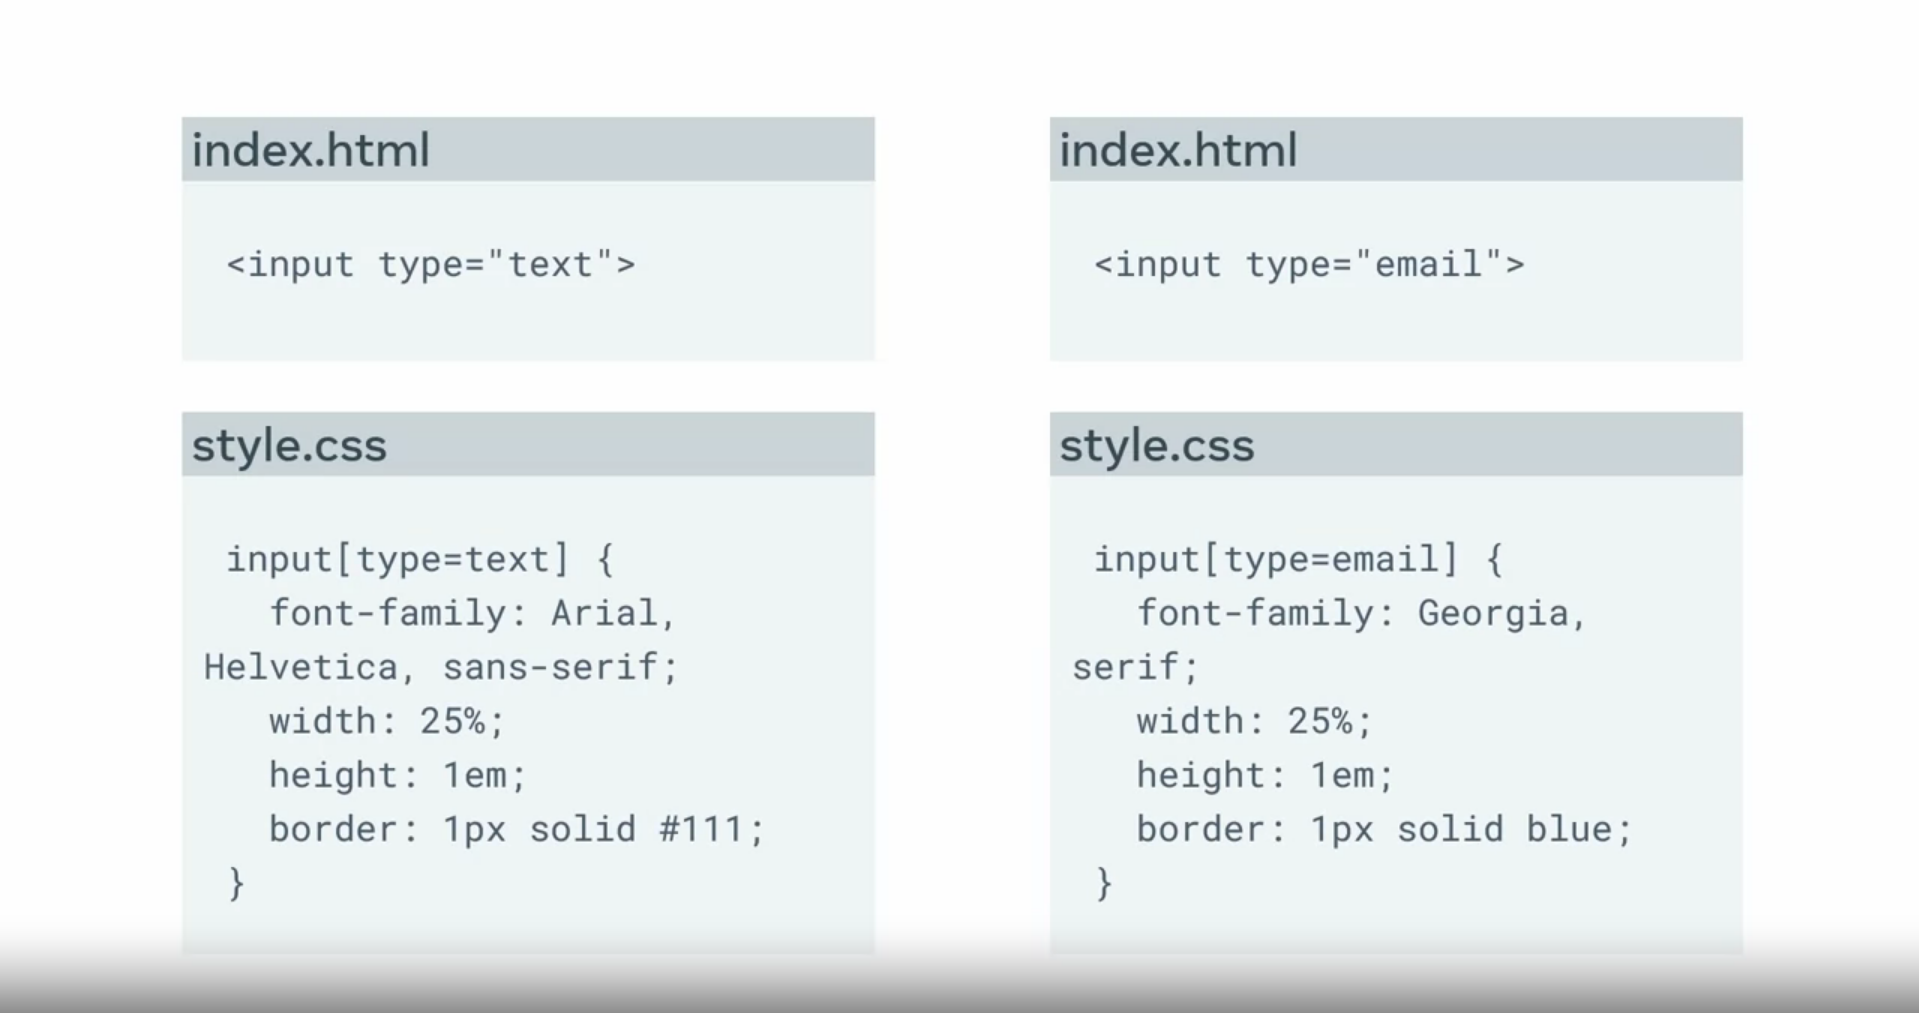 index.html
<input type="text">
style.css
input[type=text] {
font-family: Arial,
Helvetica, sans-serif;
width: 25%;
height: 1em;
border: 1px solid #111;
}
index.html
<input type="email">
style.css
input[type=email] {
font-family: Georgia,
serif;
width: 25%;
height: 1em;
border: 1px solid blue;
}